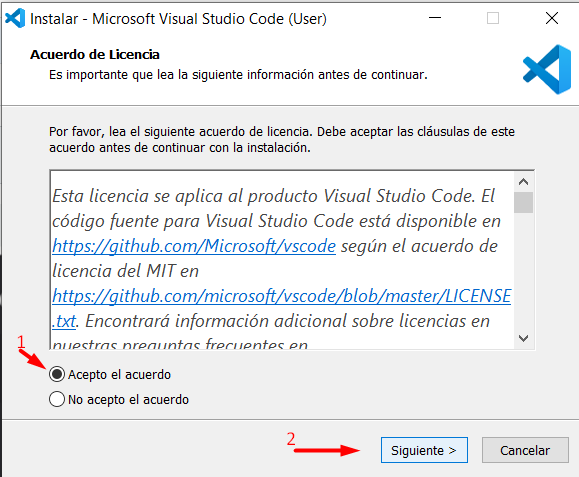 Instalar - Microsoft Visual Studio Code (User)
Acuerdo de Licencia
Es importante que lea la siguiente información antes de continuar.
Por favor, lea el siguiente acuerdo de licencia. Debe aceptar las cláusulas de este
acuerdo antes de continuar con la instalación.
Esta licencia se aplica al producto Visual Studio Code. El
código fuente para Visual Studio Code está disponible en
https://github.com/Microsoft/vscode según el acuerdo de
licencia del MIT en
https://github.com/microsoft/vscode/blob/master/LICENSE
.txt. Encontrará información adicional sobre licencias en
nuestras preguntas frecuentes en
1
Acepto el acuerdo
No acepto el acuerdo
2
Siguiente >
Cancelar